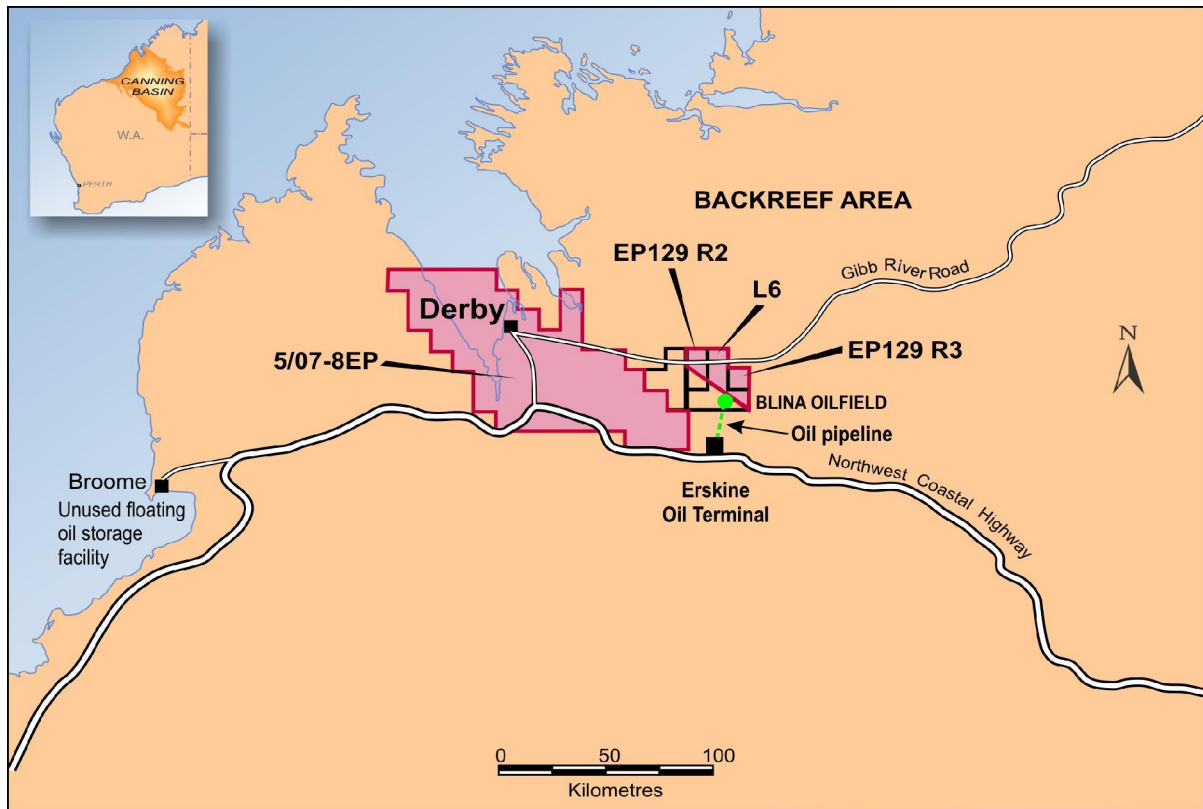 CANNING
BASIN
W.A.
PERTH
BACKREEF AREA
EP129 R2
Gibb River Road
L6
Derby
EP129 R3
5/07-8EP
N
BLINA OILFIELD
Oil pipeline
Northwest Coastal Highway
Broome
Unused floating
oil storage
facility
Erskine
Oil Terminal
0 50 100
Kilometres